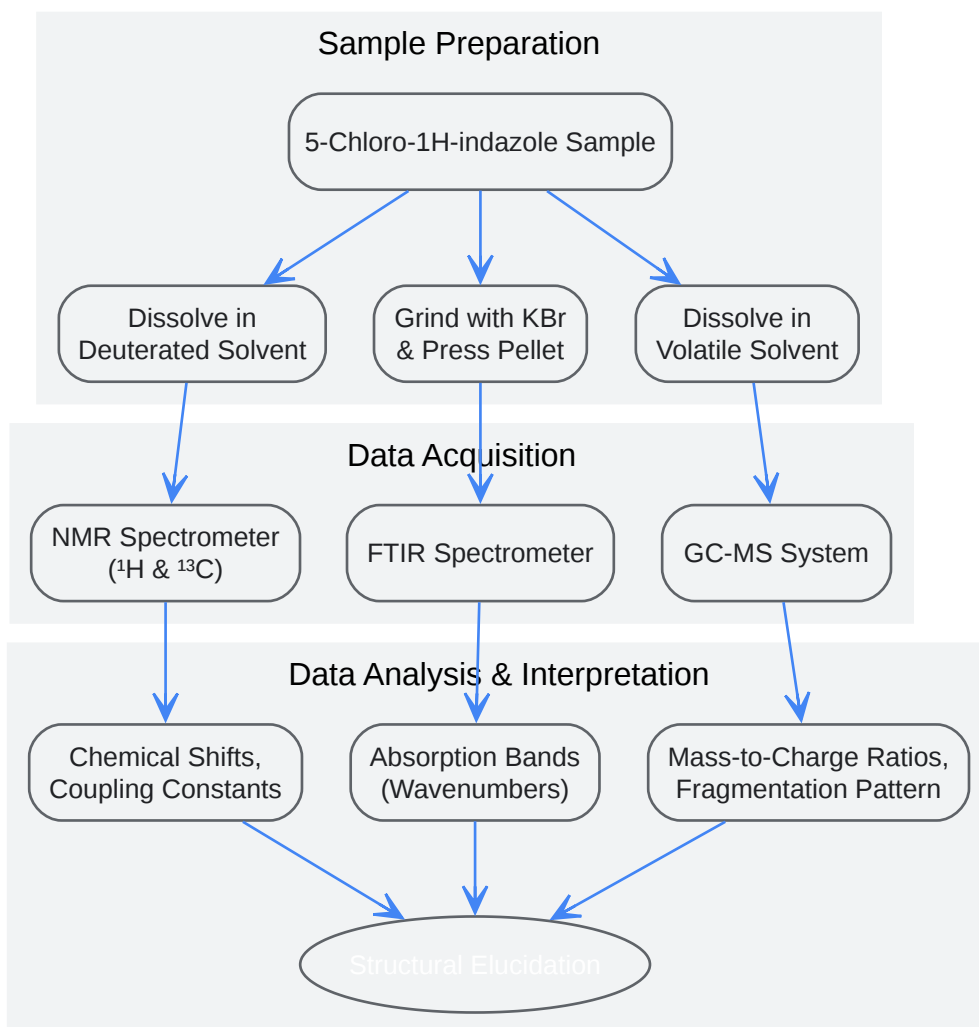 Sample Preparation
5-Chloro-1H-indazole Sample
Dissolve in
Deuterated Solvent
Grind with KBr
& Press Pellet
Dissolve in
Volatile Solvent
Data Acquisition
NMR Spectrometer
(¹H & ¹³C)
FTIR Spectrometer
GC-MS System
Data Analysis & Interpretation
Chemical Shifts,
Coupling Constants
Absorption Bands
(Wavenumbers)
Mass-to-Charge Ratios,
Fragmentation Pattern
Structural Elucidation